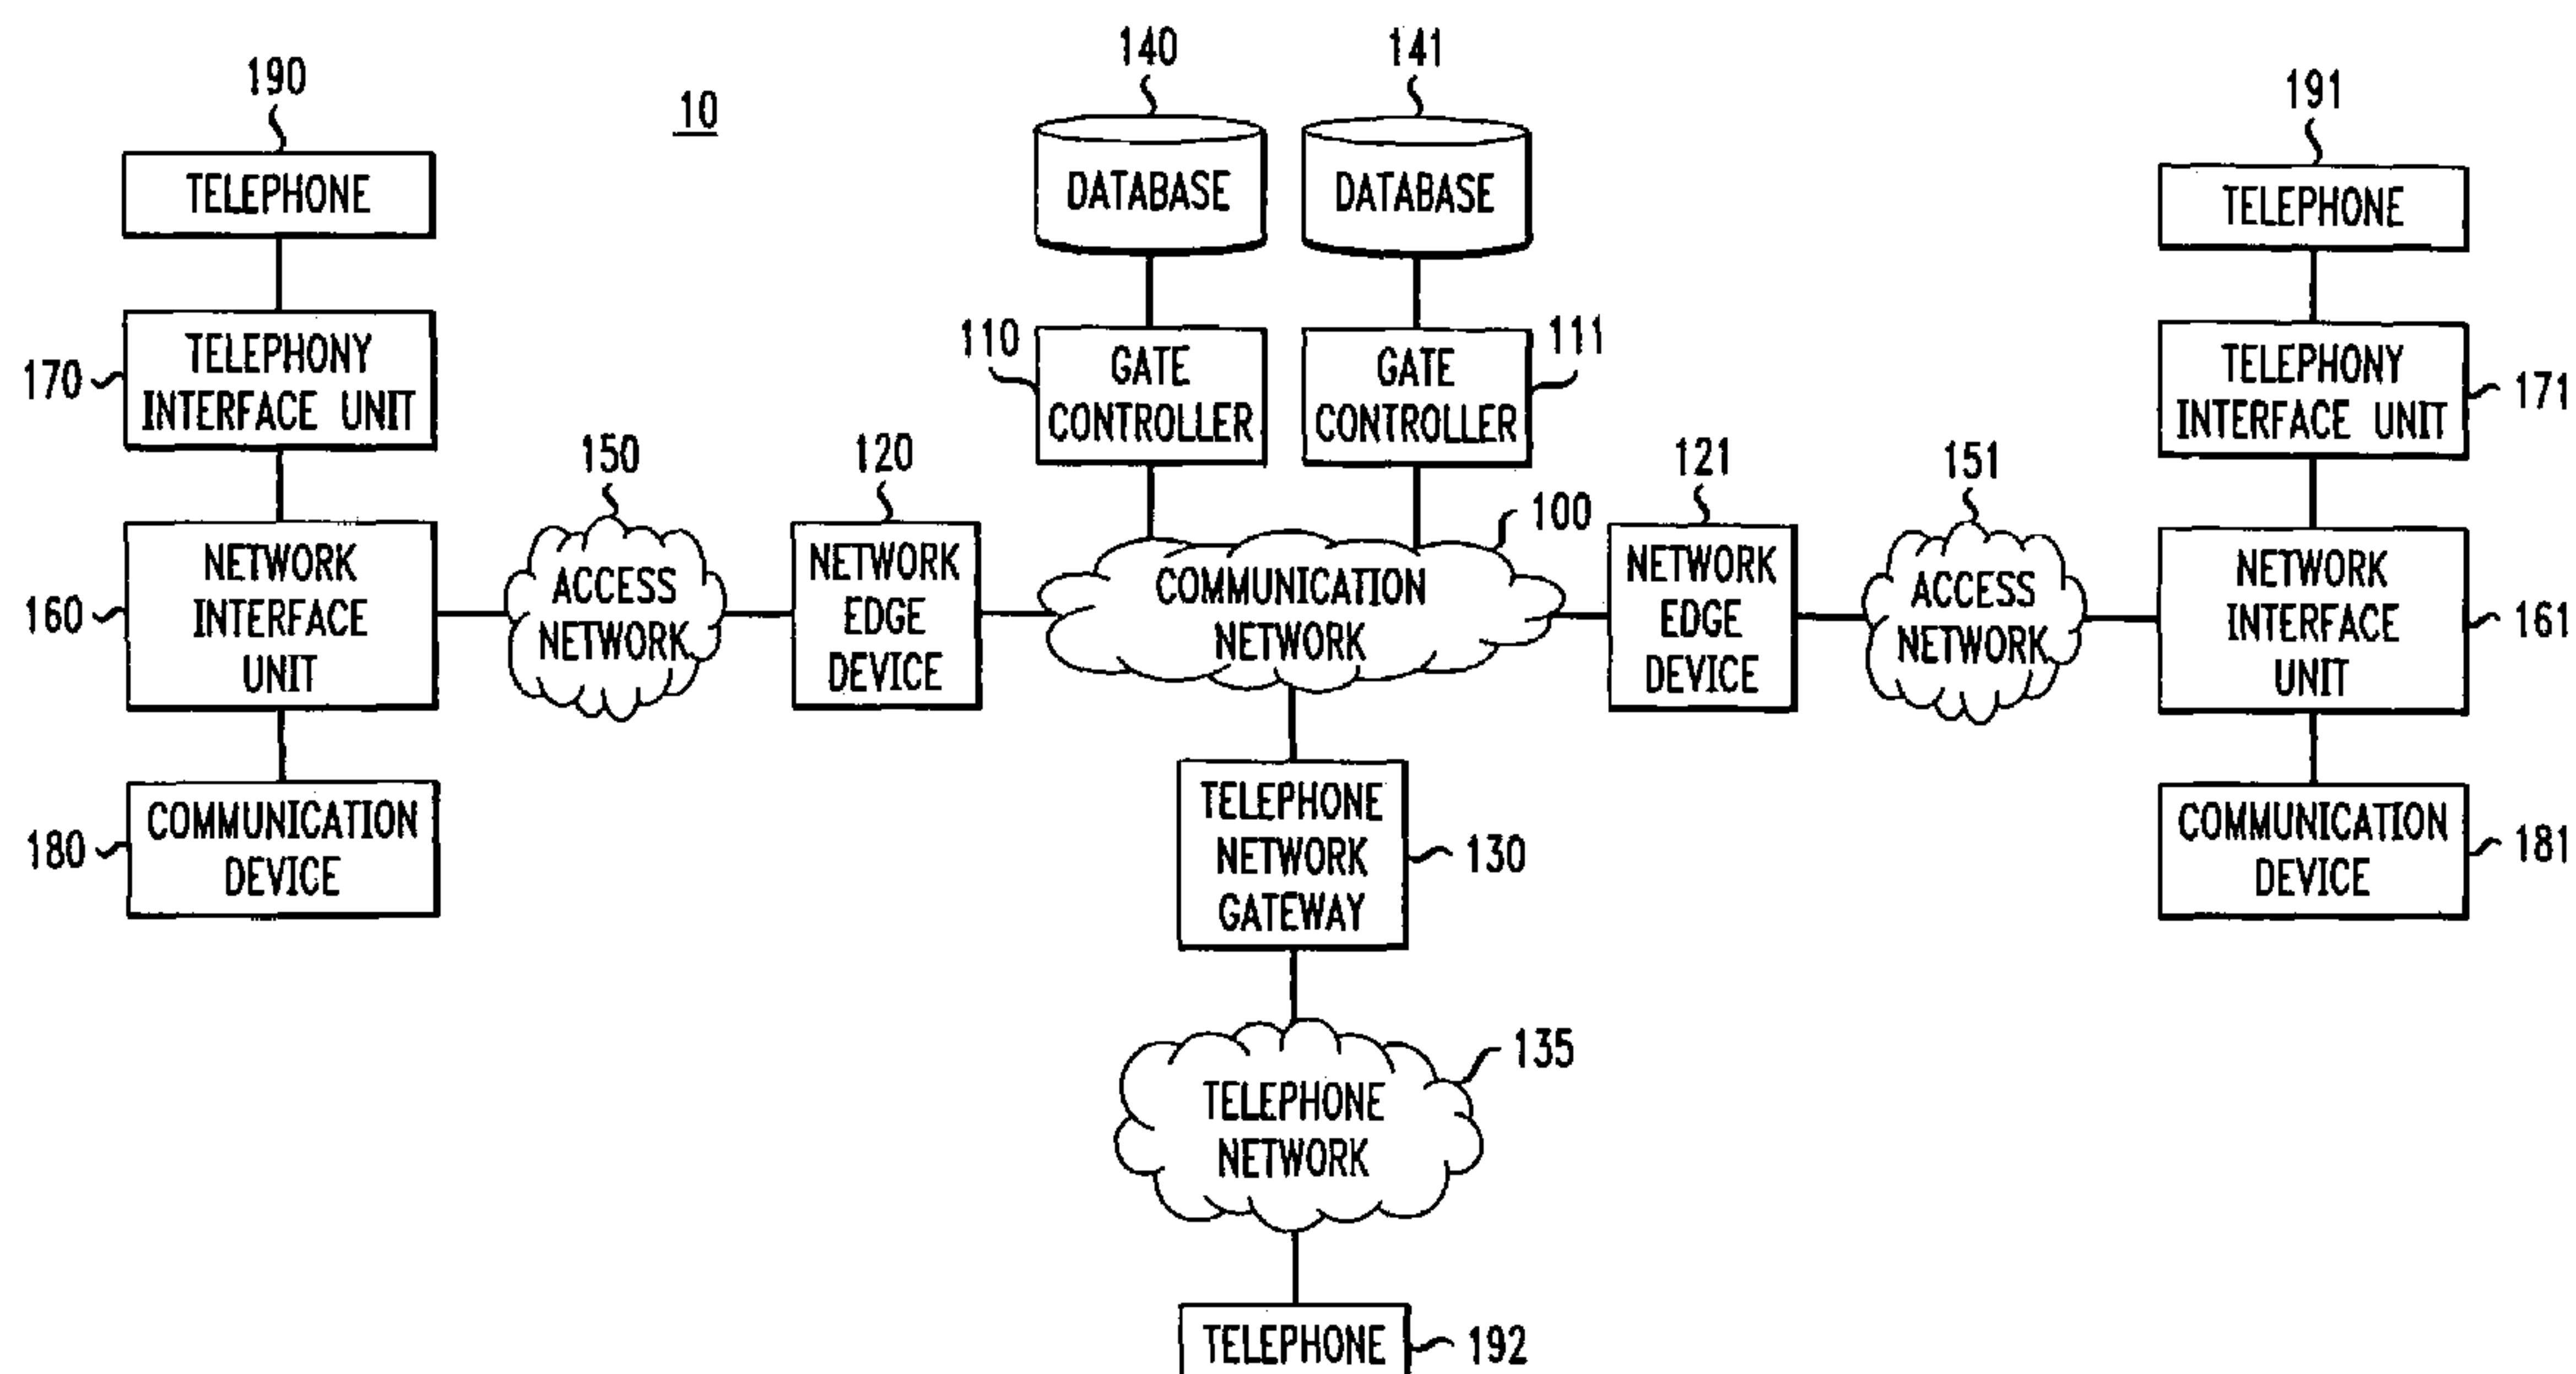 140
141
190
10
191
TELEPHONE
DATABASE
DATABASE
TELEPHONE
110
GATE
CONTROLLER
GATE
CONTROLLER
111
170
TELEPHONY
INTERFACE UNIT
TELEPHONY
INTERFACE UNIT
171
150
120
100
121
151
160
NETWORK
INTERFACE
UNIT
ACCESS
NETWORK
NETWORK
EDGE
DEVICE
COMMUNICATION
NETWORK
NETWORK
EDGE
DEVICE
ACCESS
NETWORK
NETWORK
INTERFACE
UNIT
161
180
COMMUNICATION
DEVICE
TELEPHONE
NETWORK
GATEWAY
130
COMMUNICATION
DEVICE
181
135
TELEPHONE
NETWORK
TELEPHONE
192